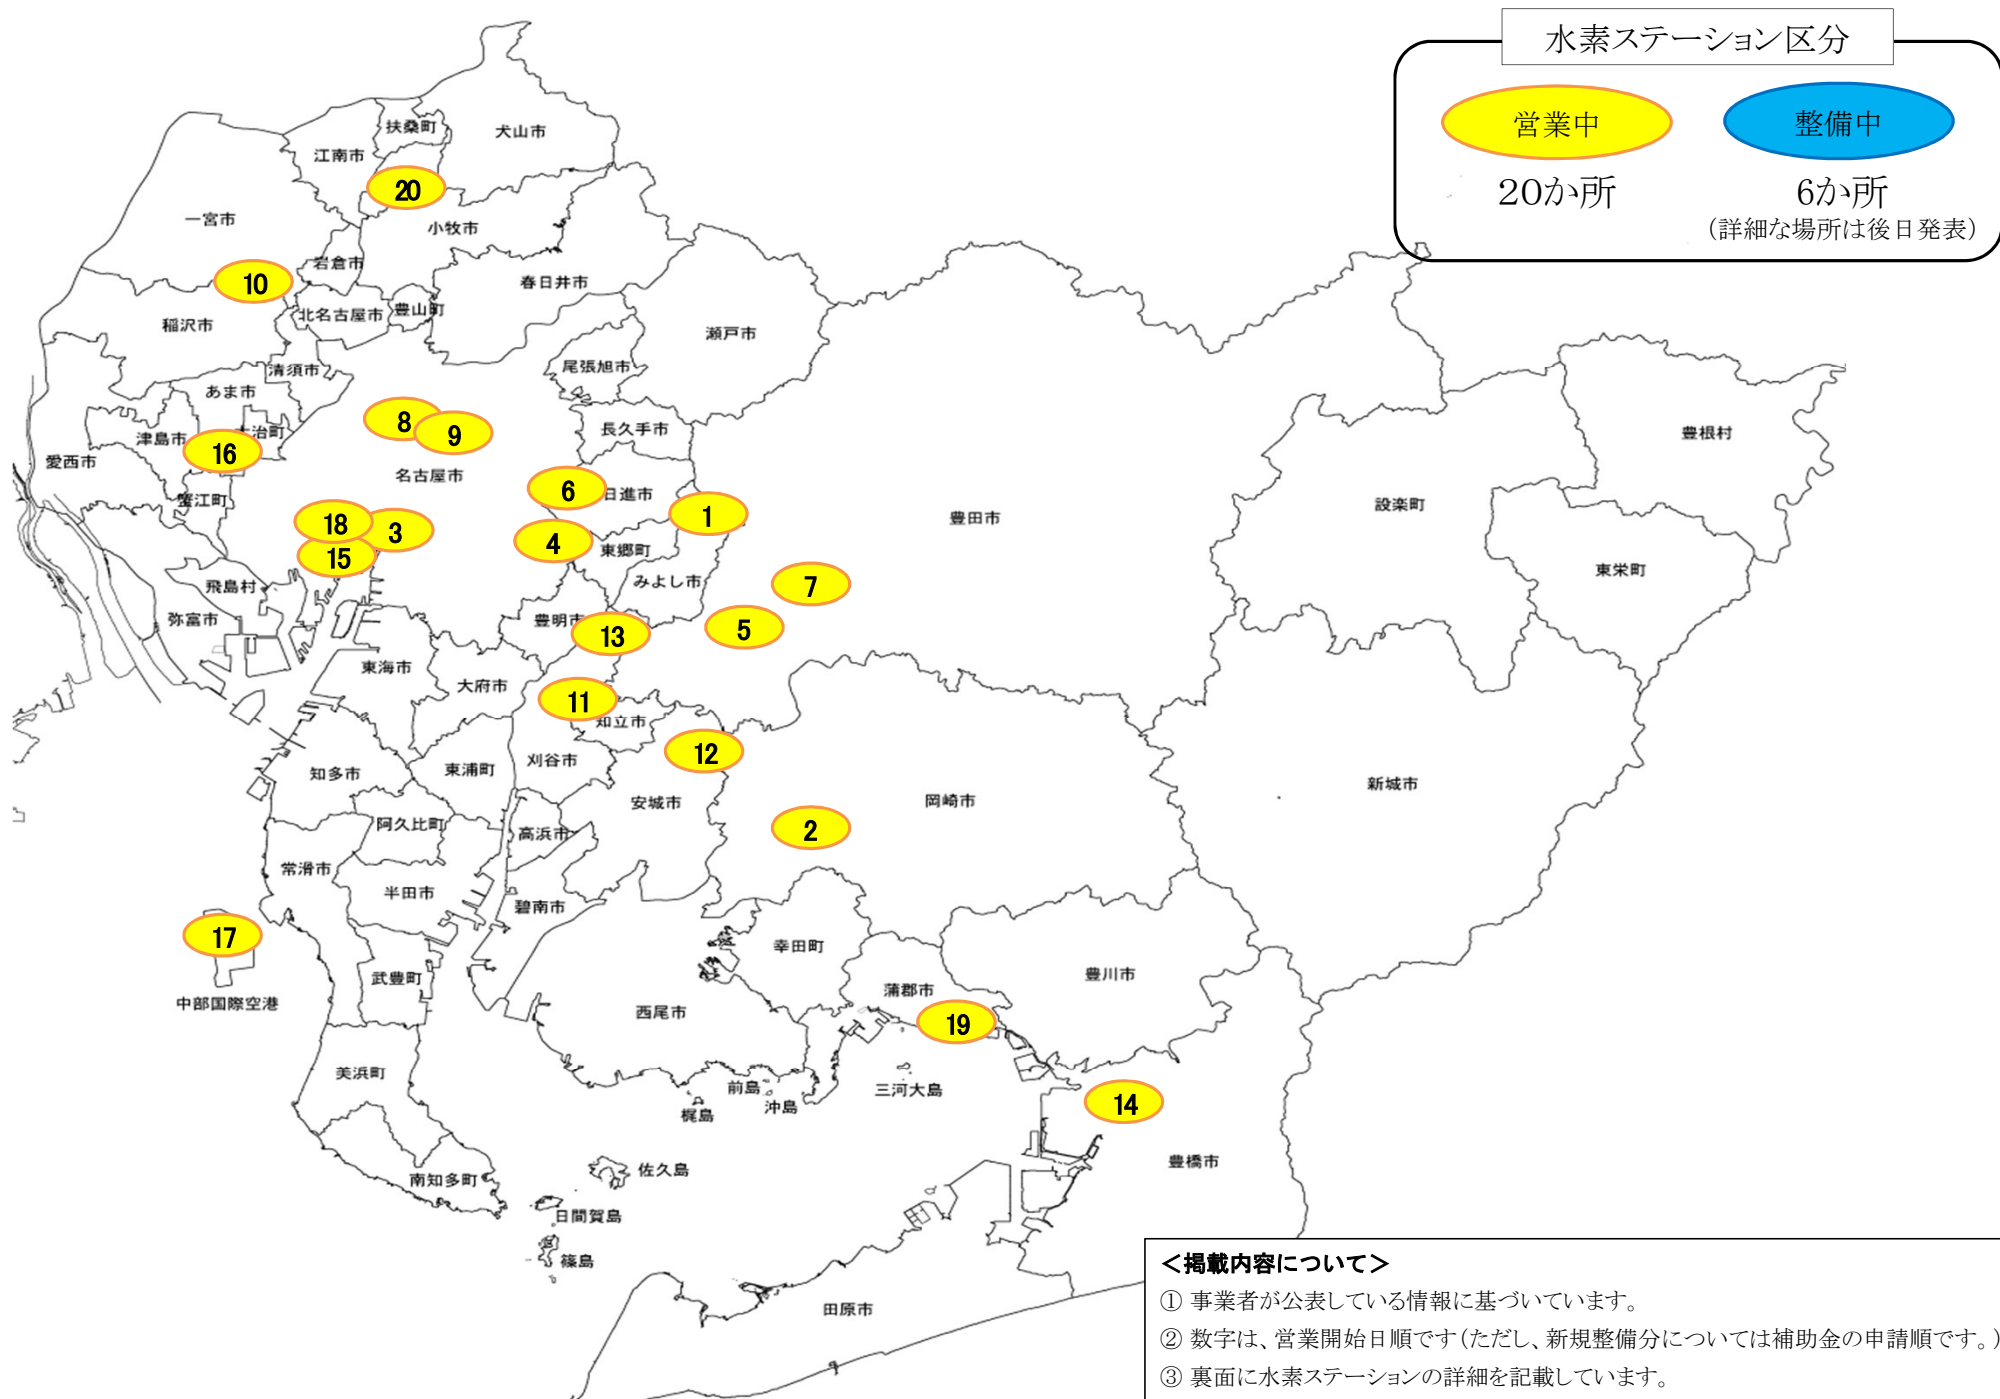 水素ステーション区分
営業中
整備中
20か所
6か所
(詳細な場所は後日発表)
扶桑町
犬山市
江南市
20
一宮市
小牧市
岩倉市
10
春日井市
北名古屋市
豊山町
稲沢市
瀬戸市
清須市
尾張旭市
あま市
8
9
長久手市
津島市
治町
16
愛西市
名古屋市
豊根村
6
日進市
蟹江町
設楽町
1
豊田市
18
3
4
15
東郷町
東栄町
飛島村
みよし市
7
弥富市
豊明市
13
5
東海市
大府市
11
知立市
12
知多市
東浦町
刈谷市
新城市
安城市
岡崎市
阿久比町
高浜市
2
常滑市
半田市
碧南市
17
幸田町
武豊町
豊川市
中部国際空港
蒲郡市
西尾市
19
美浜町
前島
三河大島
沖島
梶島
14
豊橋市
佐久島
南知多町
日間賀島
篠島
田原市
<掲載内容について>
① 事業者が公表している情報に基づいています。
② 数字は、営業開始日順です(ただし、新規整備分については補助金の申請順です。)
③ 裏面に水素ステーションの詳細を記載しています。